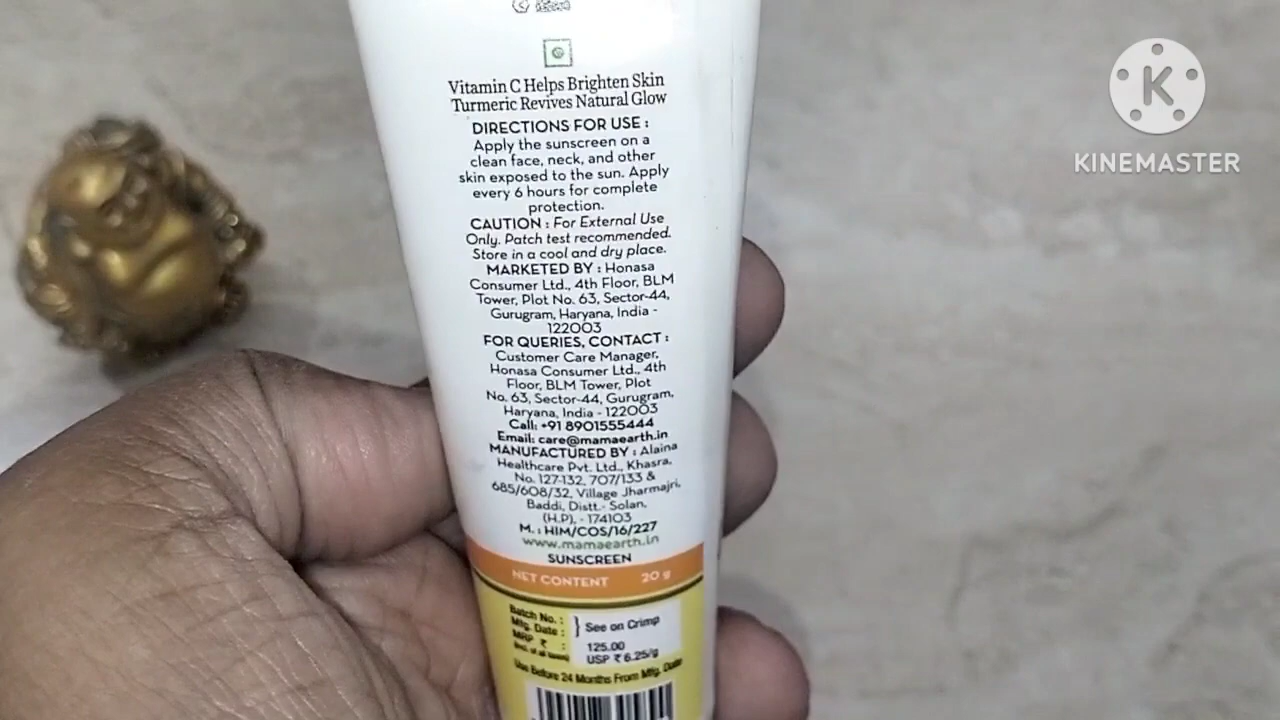 Vitamin C Helps Brighten Skin
Turmeric Revives Natural Glow
DIRECTIONS FOR USE :
Apply the sunscreen on a
clean face, neck, and other
skin exposed to the sun. Apply
every 6 hours for complete
protection.
CAUTION : For External Use
Only. Patch test recommended.
Store in a cool and dry place.
MARKETED BY : Honasa
Consumer Ltd., 4th Floor, BLM
Tower, Plot No. 63, Sector-44,
Gurugram, Haryana, India -
122003
FOR QUERIES, CONTACT :
Customer Care Manager,
Honasa Consumer Ltd., 4th
Floor, BLM Tower, Plot
No. 63, Sector-44, Gurugram,
Haryana, India - 122003
Call: +91 8901555444
Email: care@mamaearth.in
MANUFACTURED BY : Alaina
Healthcare Pvt. Ltd., Khasra,
No. 127-132, 707/133 &
685/608/32, Village Jharmajri,
Baddi, Distt.- Solan,
(H.P), - 174103
M. : HIM/COS/16/227
www.mamaearth.in
SUNSCREEN
NET CONTENT 20 g
Batch No. :
Mfg. Date : } See on Crimp
MRP ₹ : 125.00
USP ₹ 6.25/g
Use Before 24 Months From Mfg. Date
K
KINEMASTER